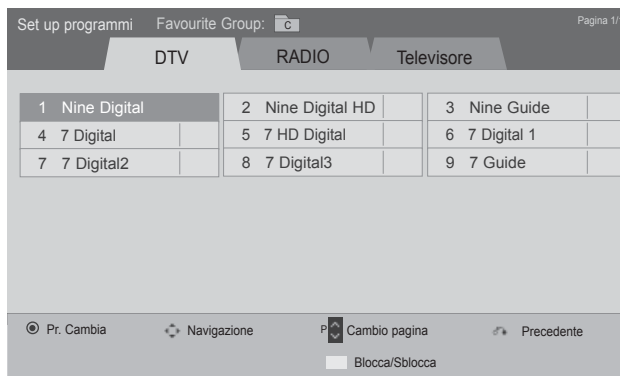 Set up programmi Favourite Group: C Pagina 1/
DTV RADIO Televisore
1 Nine Digital 2 Nine Digital HD 3 Nine Guide
4 7 Digital 5 7 HD Digital 6 7 Digital 1
7 7 Digital2 8 7 Digital3 9 7 Guide
Pr. Cambia Navigazione P Cambio pagina Precedente
Blocca/Sblocca